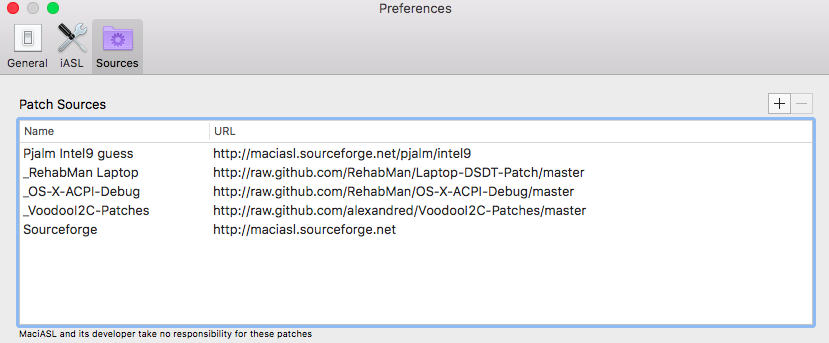 Preferences
General iASL Sources
Patch Sources
Name URL
Pjalm Intel9 guess http://maciasl.sourceforge.net/pjalm/intel9
_RehabMan Laptop http://raw.github.com/RehabMan/Laptop-DSDT-Patch/master
_OS-X-ACPI-Debug http://raw.github.com/RehabMan/OS-X-ACPI-Debug/master
_VoodooI2C-Patches http://raw.github.com/alexandred/VoodooI2C-Patches/master
Sourceforge http://maciasl.sourceforge.net
MaciASL and its developer take no responsibility for these patches